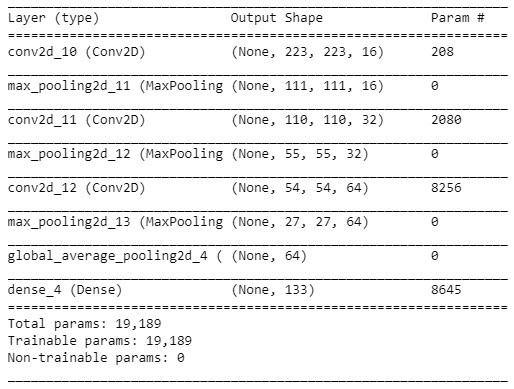 Layer (type) Output Shape Param #
conv2d_10 (Conv2D) (None, 223, 223, 16) 208
max_pooling2d_11 (MaxPooling (None, 111, 111, 16) 0
conv2d_11 (Conv2D) (None, 110, 110, 32) 2080
max_pooling2d_12 (MaxPooling (None, 55, 55, 32) 0
conv2d_12 (Conv2D) (None, 54, 54, 64) 8256
max_pooling2d_13 (MaxPooling (None, 27, 27, 64) 0
global_average_pooling2d_4 ( (None, 64) 0
dense_4 (Dense) (None, 133) 8645
Total params: 19,189
Trainable params: 19,189
Non-trainable params: 0